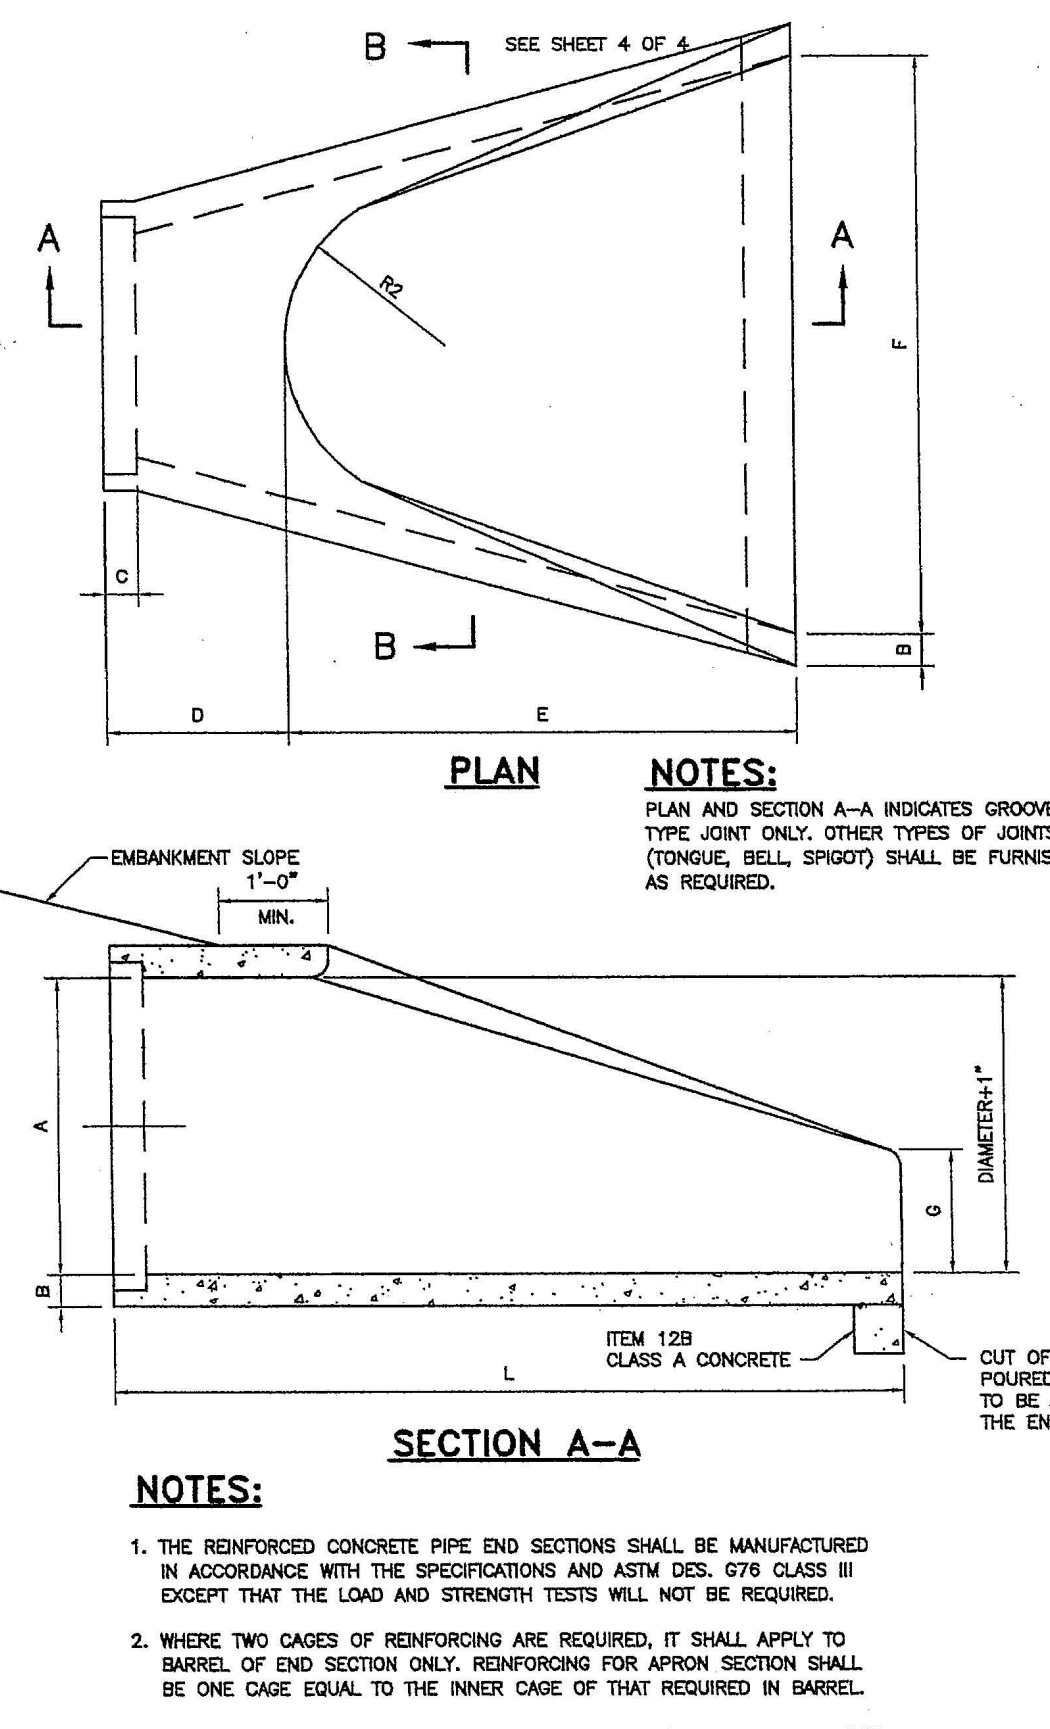 B
SEE SHEET 4 OF 4
A
A
R2
F
C
B
B
D
E
PLAN
NOTES:
PLAN AND SECTION A-A INDICATES GROOVE
TYPE JOINT ONLY. OTHER TYPES OF JOINTS
(TONGUE, BELL, SPIGOT) SHALL BE FURNIS
AS REQUIRED.
EMBANKMENT SLOPE
1'-0"
MIN.
A
DIAMETER+1"
G
B
ITEM 12B
CLASS A CONCRETE
L
CUT OF
POURED
TO BE
THE EN
SECTION A-A
NOTES:
1. THE REINFORCED CONCRETE PIPE END SECTIONS SHALL BE MANUFACTURED
IN ACCORDANCE WITH THE SPECIFICATIONS AND ASTM DES. G76 CLASS III
EXCEPT THAT THE LOAD AND STRENGTH TESTS WILL NOT BE REQUIRED.
2. WHERE TWO CAGES OF REINFORCING ARE REQUIRED, IT SHALL APPLY TO
BARREL OF END SECTION ONLY. REINFORCING FOR APRON SECTION SHALL
BE ONE CAGE EQUAL TO THE INNER CAGE OF THAT REQUIRED IN BARREL.